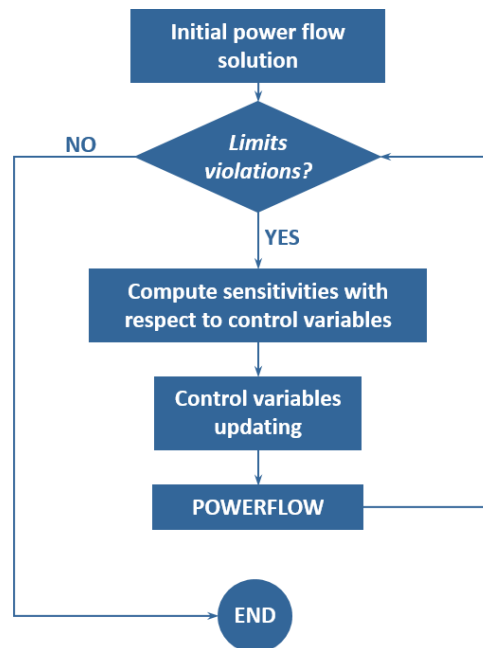 Initial power flow
solution
NO
Limits
violations?
YES
Compute sensitivities with
respect to control variables
Control variables
updating
POWERFLOW
END